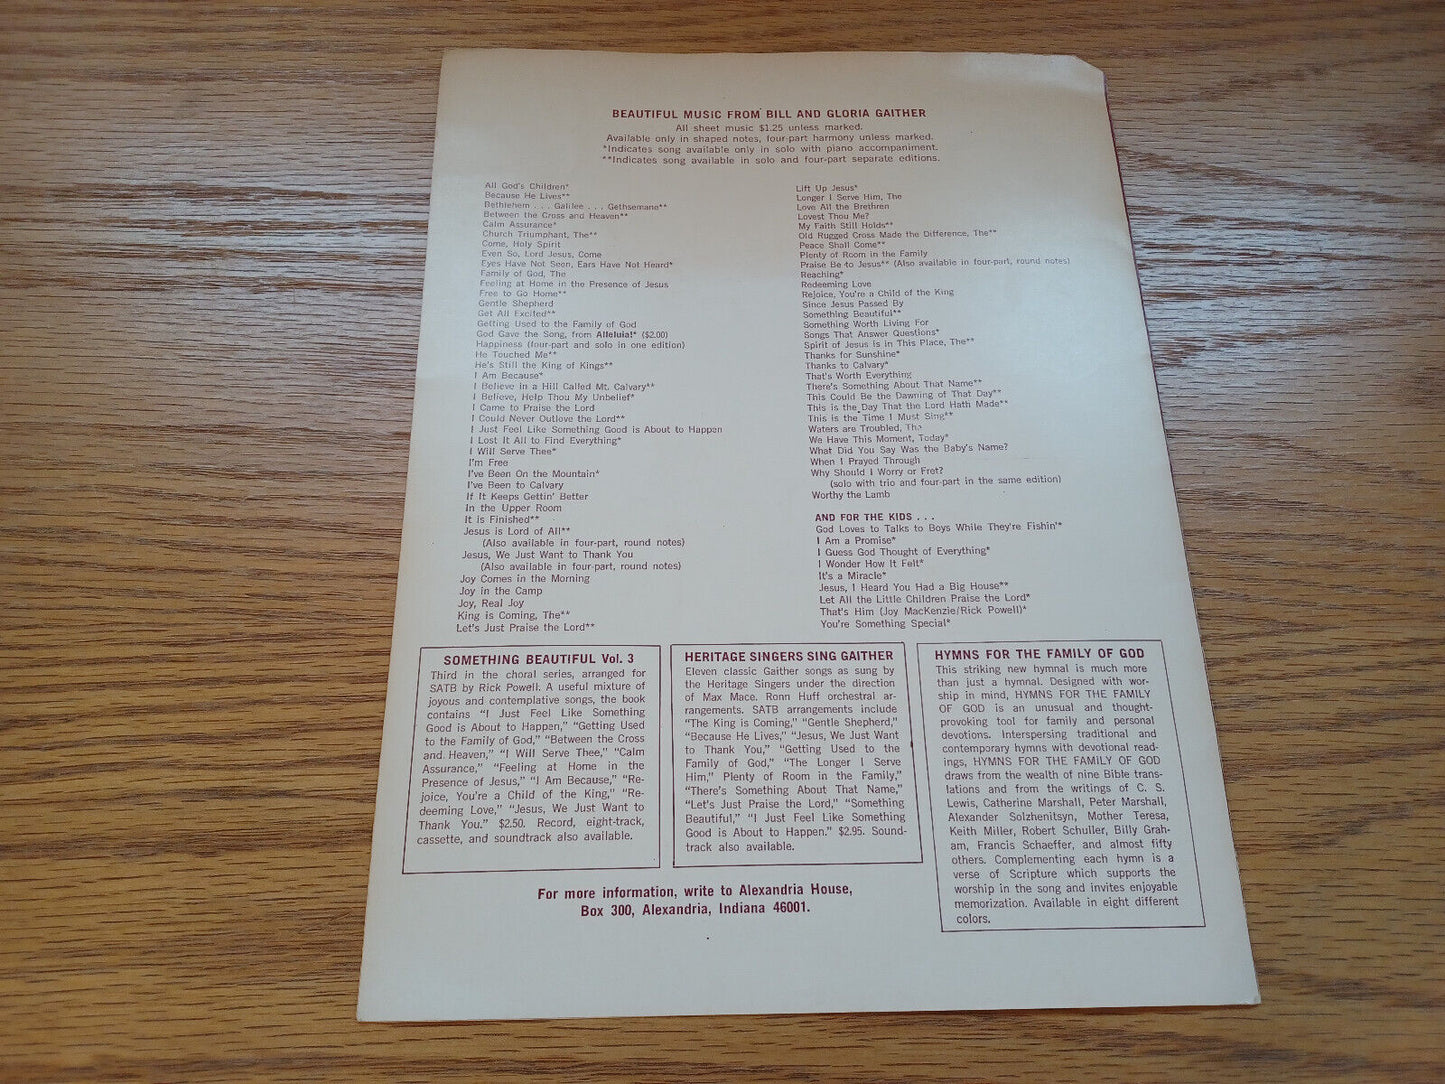 BEAUTIFUL MUSIC FROM BILL AND GLORIA GAITHER
All sheet music $1.25 unless marked.
Available only in shaped notes, four-part harmony unless marked.
*Indicates song available only in solo with piano accompaniment.
**Indicates song available in solo and four-part separate editions.
All God's Children*
Because He Lives**
Bethlehem . . . Galilee . . . Gethsemane**
Between the Cross and Heaven**
Calm Assurance*
Church Triumphant, The**
Come, Holy Spirit
Even So, Lord Jesus, Come
Eyes Have Not Seen, Ears Have Not Heard*
Family of God, The
Feeling at Home in the Presence of Jesus
Free to Go Home**
Gentle Shepherd
Get All Excited**
Getting Used to the Family of God
God Gave the Song, from Alleluia!* ($2.00)
Happiness (four-part and solo in one edition)
He Touched Me**
He's Still the King of Kings**
I Am Because*
I Believe in a Hill Called Mt. Calvary**
I Believe, Help Thou My Unbelief*
I Came to Praise the Lord
I Could Never Outlove the Lord**
I Just Feel Like Something Good is About to Happen
I Lost It All to Find Everything*
I Will Serve Thee*
I'm Free
I've Been On the Mountain*
I've Been to Calvary
If It Keeps Gettin' Better
In the Upper Room
It is Finished**
Jesus is Lord of All**
(Also available in four-part, round notes)
Jesus, We Just Want to Thank You
(Also available in four-part, round notes)
Joy Comes in the Morning
Joy in the Camp
Joy, Real Joy
King is Coming, The**
Let's Just Praise the Lord**
Lift Up Jesus*
Longer I Serve Him, The
Love All the Brethren
Lovest Thou Me?
My Faith Still Holds**
Old Rugged Cross Made the Difference, The**
Peace Shall Come**
Plenty of Room in the Family
Praise Be to Jesus** (Also available in four-part, round notes)
Reaching*
Redeeming Love
Rejoice, You're a Child of the King
Since Jesus Passed By
Something Beautiful**
Something Worth Living For
Songs That Answer Questions*
Spirit of Jesus Is in This Place, The**
Thanks for Sunshine*
Thanks to Calvary*
That's Worth Everything
There's Something About That Name**
This Could Be the Dawning of That Day**
This is the Day That the Lord Hath Made**
This is the Time I Must Sing**
Waters are Troubled, The
We Have This Moment, Today*
What Did You Say Was the Baby's Name?
When I Prayed Through
Why Should I Worry or Fret?
(solo with trio and four-part in the same edition)
Worthy the Lamb
AND FOR THE KIDS . . .
God Loves to Talks to Boys While They're Fishin'*
I Am a Promise*
I Guess God Thought of Everything*
I Wonder How It Felt*
It's a Miracle*
Jesus, I Heard You Had a Big House**
Let All the Little Children Praise the Lord*
That's Him (Joy MacKenzie/Rick Powell)*
You're Something Special*
SOMETHING BEAUTIFUL Vol. 3
Third in the choral series, arranged for
SATB by Rick Powell. A useful mixture of
joyous and contemplative songs, the book
contains "I Just Feel Like Something
Good is About to Happen," "Getting Used
to the Family of God," "Between the Cross
and Heaven," "I Will Serve Thee," "Calm
Assurance," "Feeling at Home in the
Presence of Jesus," "I Am Because," "Re-
joice, You're a Child of the King," "Re-
deeming Love," "Jesus, We Just Want to
Thank You." $2.50. Record, eight-track,
cassette, and soundtrack also available.
HERITAGE SINGERS SING GAITHER
Eleven classic Gaither songs as sung by
the Heritage Singers under the direction
of Max Mace. Ronn Huff orchestral ar-
rangements. SATB arrangements include
"The King is Coming," "Gentle Shepherd,"
"Because He Lives," "Jesus, We Just Want
to Thank You," "Getting Used to the
Family of God," "The Longer I Serve
Him," Plenty of Room in the Family,"
"There's Something About That Name,"
"Let's Just Praise the Lord," "Something
Beautiful," "I Just Feel Like Something
Good is About to Happen." $2.95. Sound-
track also available.
HYMNS FOR THE FAMILY OF GOD
This striking new hymnal is much more
than just a hymnal. Designed with wor-
ship in mind, HYMNS FOR THE FAMILY
OF GOD is an unusual and thought-
provoking tool for family and personal
devotions. Interspersing traditional and
contemporary hymns with devotional read-
ings, HYMNS FOR THE FAMILY OF GOD
draws from the wealth of nine Bible trans-
lations and from the writings of C. S.
Lewis, Catherine Marshall, Peter Marshall,
Alexander Solzhenitsyn, Mother Teresa,
Keith Miller, Robert Schuller, Billy Grah-
am, Francis Schaeffer, and almost fifty
others. Complementing each hymn is a
verse of Scripture which supports the
worship in the song and invites enjoyable
memorization. Available in eight different
colors.
For more information, write to Alexandria House,
Box 300, Alexandria, Indiana 46001.